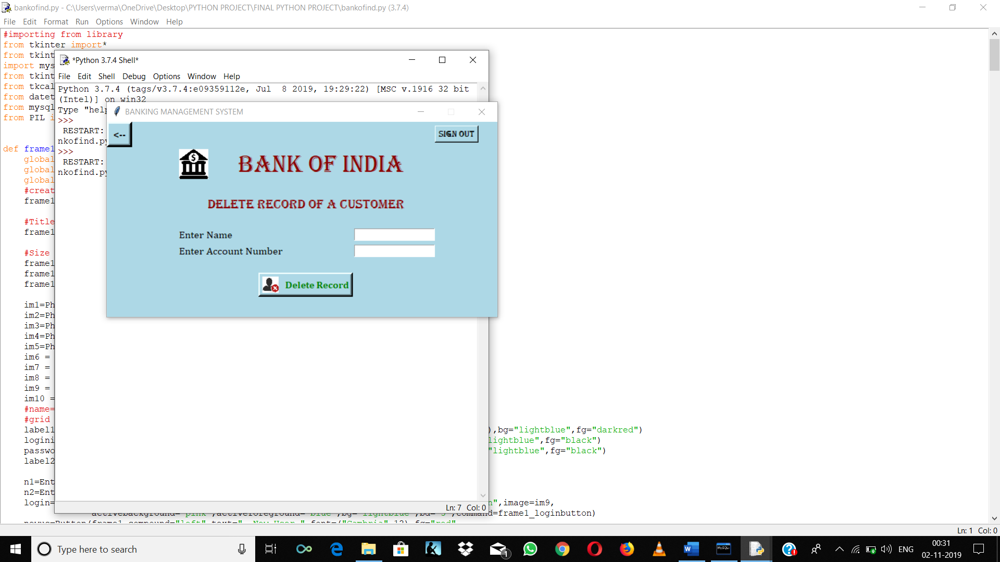 bankofind.py - C:\Users\verma\OneDrive\Desktop\PYTHON PROJECT\FINAL PYTHON PROJECT\bankofind.py (3.7.4)
File Edit Format Run Options Window Help
#importing from library
from tkinter import*
from tkint
import mys
from tkint
from tkcal
from datet
from mysql
from PIL i
def frame1
global
global
global
#creat
frame1
#Title
frame1
#Size
frame1
frame1
frame1
im1=Ph
im2=Ph
im3=Ph
im4=Ph
im5=Ph
im6 =
im7 =
im8 =
im9 =
im10 =
#name=
#grid
label1 ),bg="lightblue",fg="darkred")
logini lightblue",fg="black")
passwo "lightblue",fg="black")
label2
n1=Ent
n2=Ent
login= n",image=im9,
activebackground="pink",activeforeground="blue",bg="lightblue",bd="5",command=frame1_loginbutton)
newus=Button(frame1,compound="left",text="  New User ",font=("Cambria",12),fg="red",
*Python 3.7.4 Shell*
File Edit Shell Debug Options Window Help
Python 3.7.4 (tags/v3.7.4:e09359112e, Jul  8 2019, 19:29:22) [MSC v.1916 32 bit
(Intel)] on win32
Type "help
>>>
RESTART:
nkofind.py
>>>
RESTART:
nkofind.py
Ln: 7 Col: 0
BANKING MANAGEMENT SYSTEM
<--
SIGN OUT
BANK OF INDIA
DELETE RECORD OF A CUSTOMER
Enter Name
Enter Account Number
Delete Record
Ln: 1 Col: 0
Type here to search
1
MySQL
ENG
00:31
02-11-2019